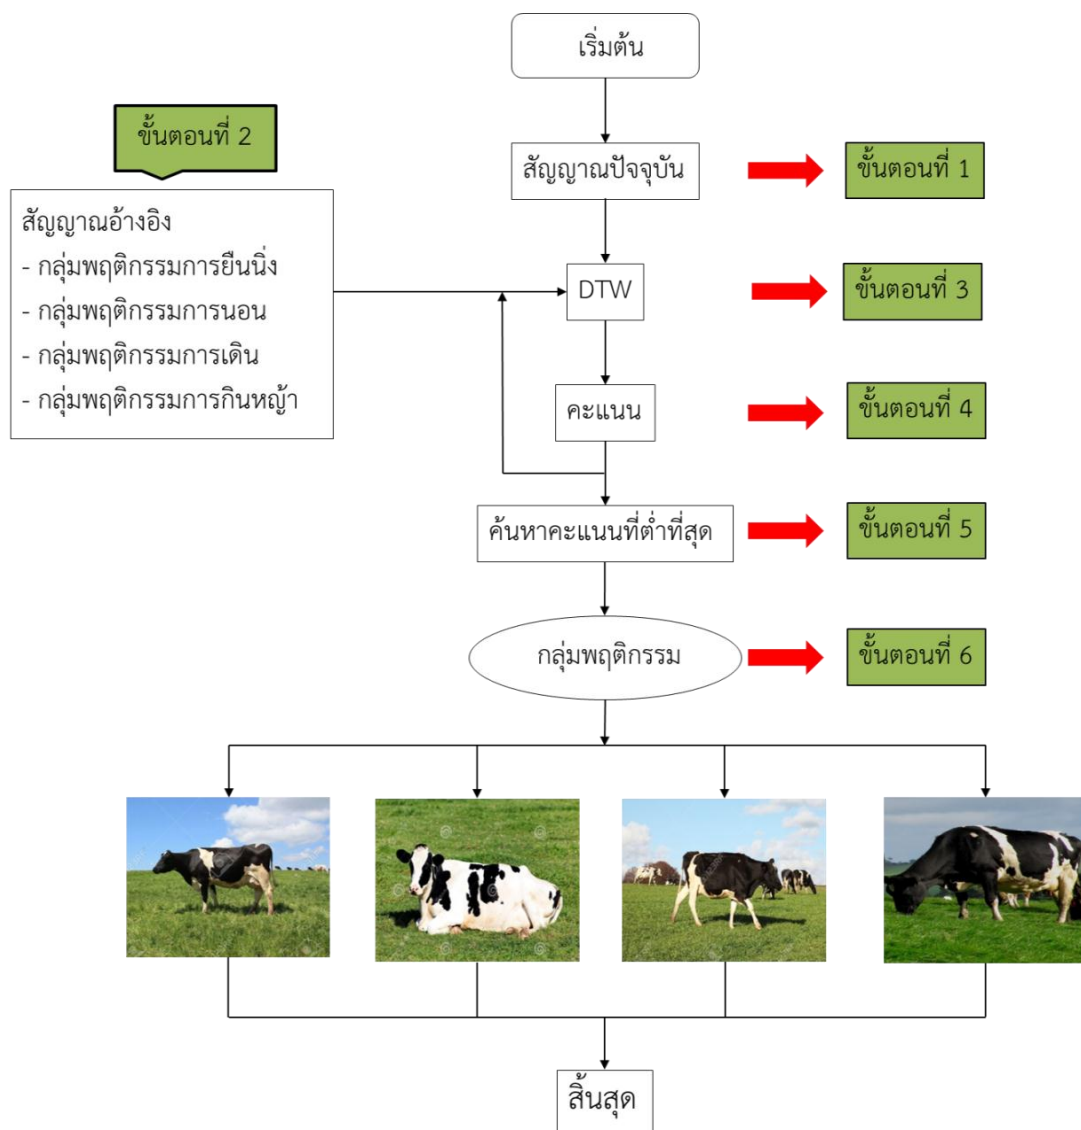 เริ่มต้น
ขั้นตอนที่ 2
สัญญาณปัจจุบัน
ขั้นตอนที่ 1
สัญญาณอ้างอิง
- กลุ่มพฤติกรรมการยืนนิ่ง
- กลุ่มพฤติกรรมการนอน
- กลุ่มพฤติกรรมการเดิน
- กลุ่มพฤติกรรมการกินหญ้า
DTW
ขั้นตอนที่ 3
คะแนน
ขั้นตอนที่ 4
ค้นหาคะแนนที่ต่ำที่สุด
ขั้นตอนที่ 5
กลุ่มพฤติกรรม
ขั้นตอนที่ 6
สิ้นสุด